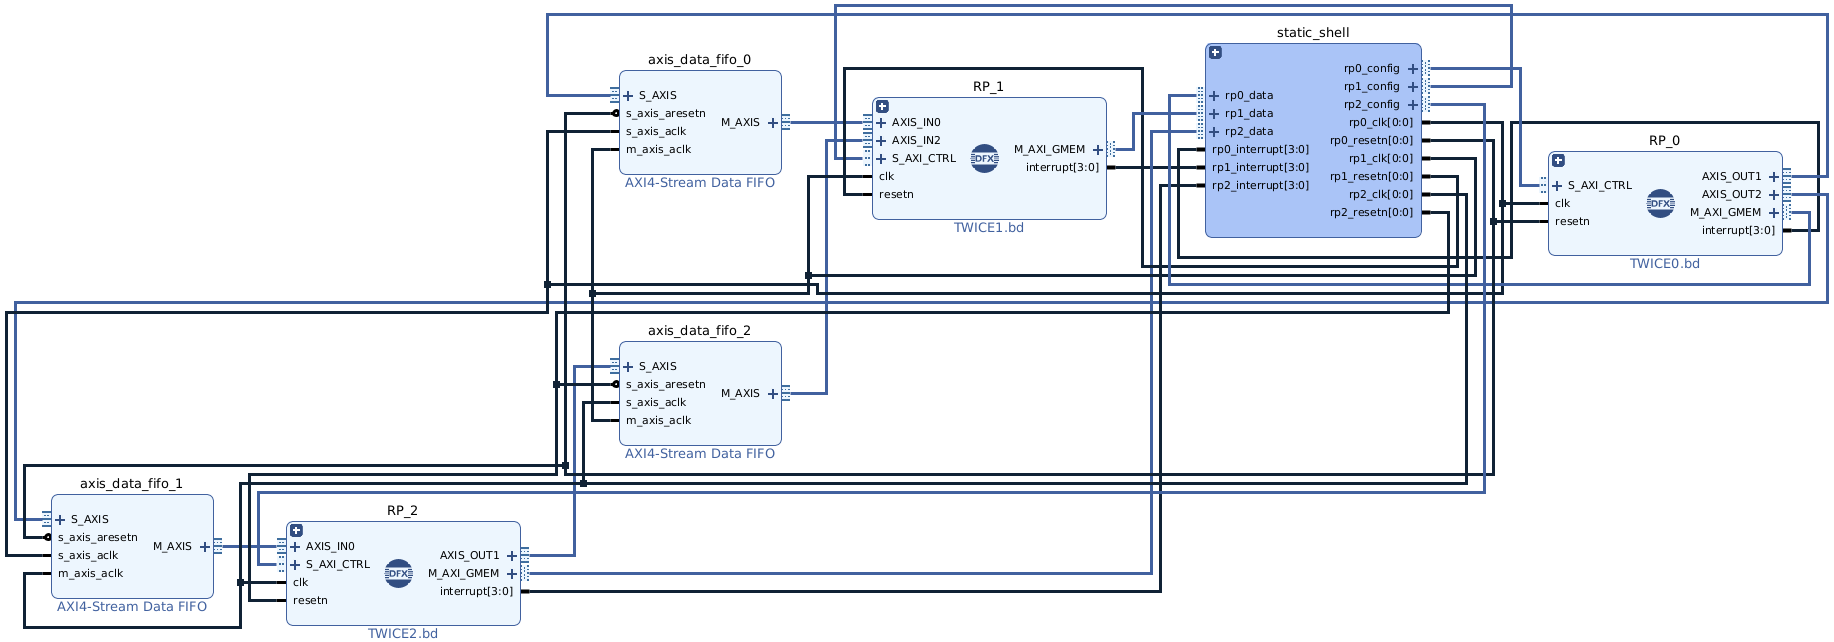 static_shell
rp0_data
rp1_data
rp2_data
rp0_interrupt[3:0]
rp1_interrupt[3:0]
rp2_interrupt[3:0]
rp0_config
rp1_config
rp2_config
rp0_clk[0:0]
rp0_resetn[0:0]
rp1_clk[0:0]
rp1_resetn[0:0]
rp2_clk[0:0]
rp2_resetn[0:0]
axis_data_fifo_0
S_AXIS
s_axis_aresetn
s_axis_aclk
m_axis_aclk
M_AXIS
AXI4-Stream Data FIFO
RP_1
AXIS_IN0
AXIS_IN2
S_AXI_CTRL
clk
resetn
DFX
M_AXI_GMEM
interrupt[3:0]
TWICE1.bd
RP_0
S_AXI_CTRL
clk
resetn
DFX
AXIS_OUT1
AXIS_OUT2
M_AXI_GMEM
interrupt[3:0]
TWICE0.bd
axis_data_fifo_2
S_AXIS
s_axis_aresetn
s_axis_aclk
m_axis_aclk
M_AXIS
AXI4-Stream Data FIFO
axis_data_fifo_1
S_AXIS
s_axis_aresetn
s_axis_aclk
m_axis_aclk
M_AXIS
AXI4-Stream Data FIFO
RP_2
AXIS_IN0
S_AXI_CTRL
clk
resetn
DFX
AXIS_OUT1
M_AXI_GMEM
interrupt[3:0]
TWICE2.bd